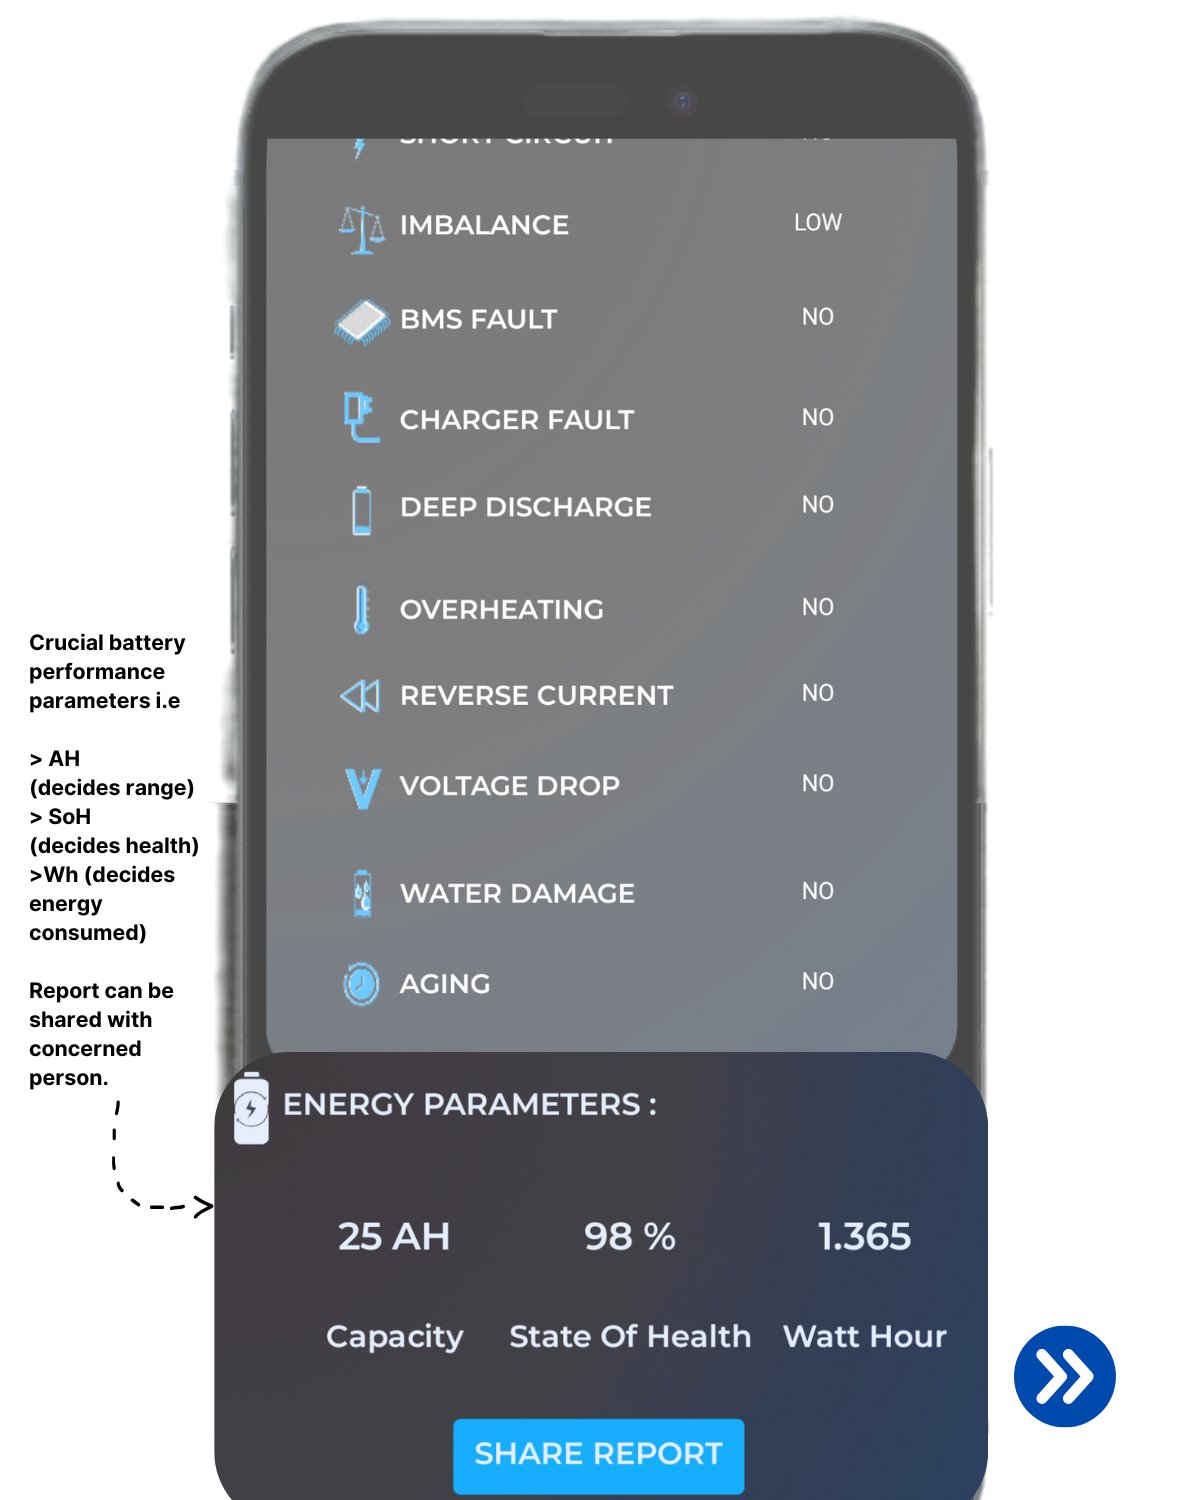 SHORT CIRCUIT
IMBALANCE LOW
BMS FAULT NO
CHARGER FAULT NO
DEEP DISCHARGE NO
OVERHEATING NO
REVERSE CURRENT NO
VOLTAGE DROP NO
WATER DAMAGE NO
AGING NO
Crucial battery
performance
parameters i.e
> AH
(decides range)
> SoH
(decides health)
>Wh (decides
energy
consumed)
Report can be
shared with
concerned
person.
ENERGY PARAMETERS :
25 AH 98 % 1.365
Capacity State Of Health Watt Hour
SHARE REPORT